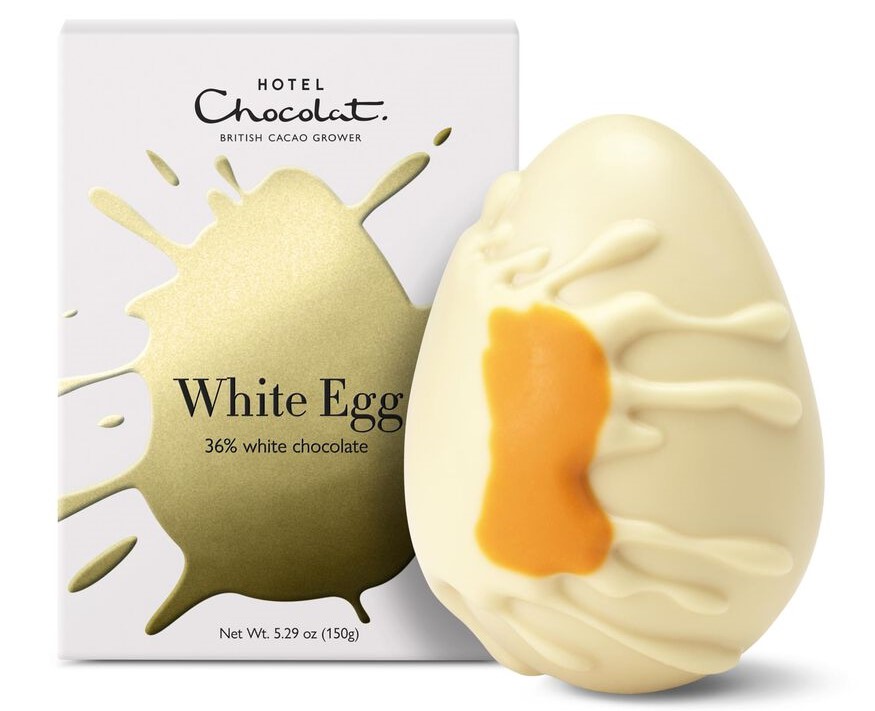 HOTEL
Chocolat.
BRITISH CACAO GROWER
White Egg
36% white chocolate
Net Wt. 5.29 oz (150g)